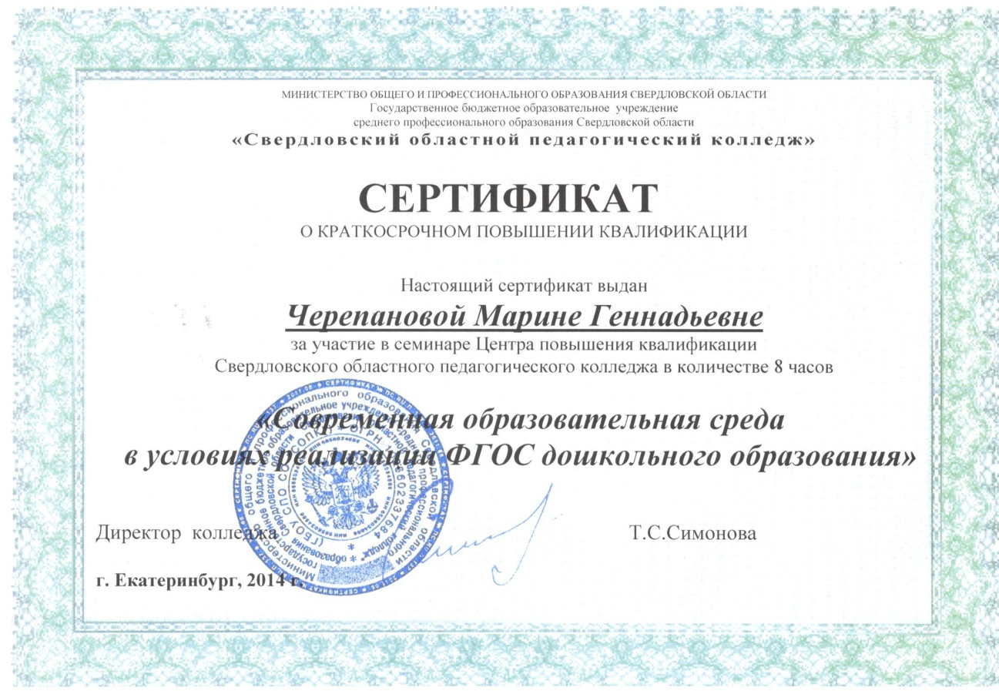 МИНИСТЕРСТВО ОБЩЕГО И ПРОФЕССИОНАЛЬНОГО ОБРАЗОВАНИЯ СВЕРДЛОВСКОЙ ОБЛАСТИ
Государственное бюджетное образовательное учреждение
среднего профессионального образования Свердловской области
«Свердловский областной педагогический колледж»
СЕРТИФИКАТ
О КРАТКОСРОЧНОМ ПОВЫШЕНИИ КВАЛИФИКАЦИИ
Настоящий сертификат выдан
Черепановой Марине Геннадьевне
за участие в семинаре Центра повышения квалификации
Свердловского областного педагогического колледжа в количестве 8 часов
«Современная образовательная среда
в условиях реализации ФГОС дошкольного образования»
Директор колледжа Т.С.Симонова
г. Екатеринбург, 2014 г.